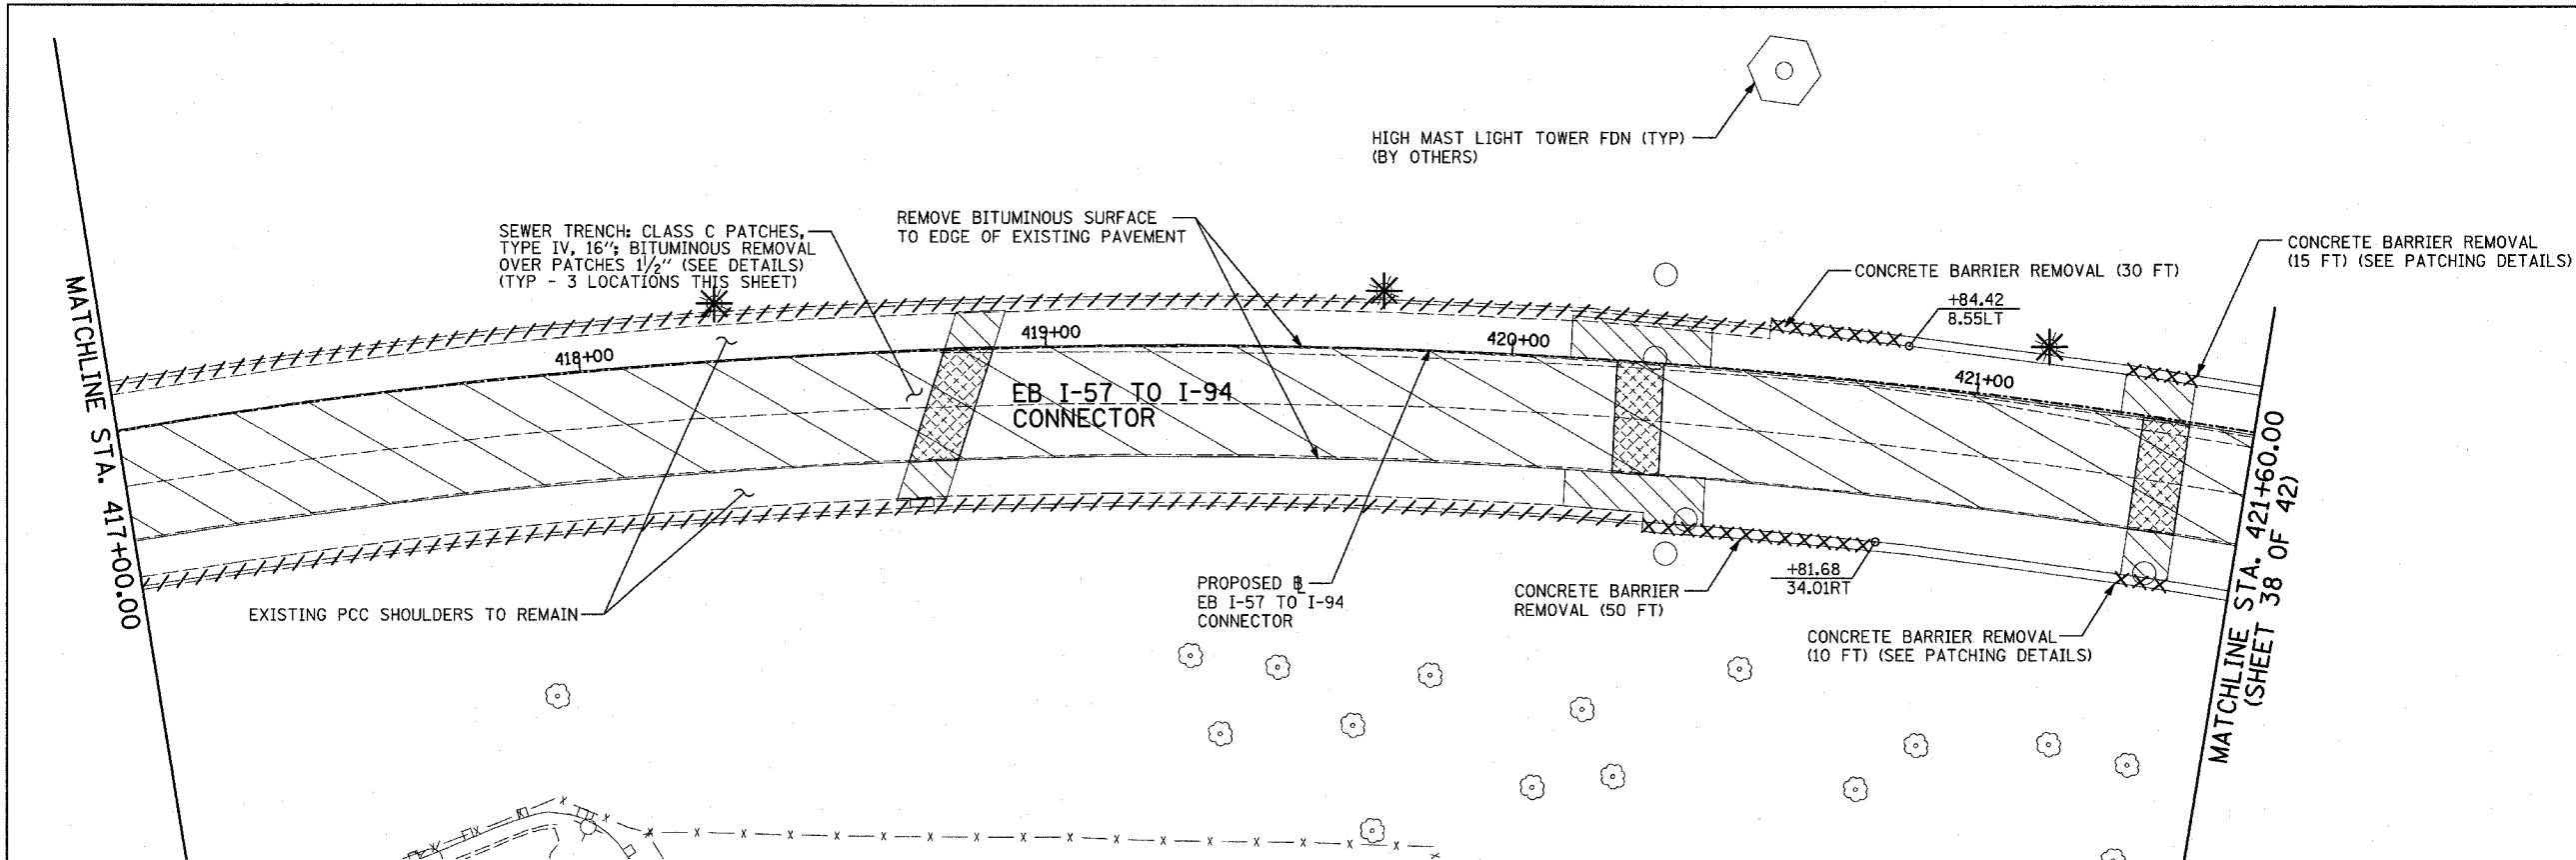 HIGH MAST LIGHT TOWER FDN (TYP)
(BY OTHERS)
SEWER TRENCH: CLASS C PATCHES,
TYPE IV, 16"; BITUMINOUS REMOVAL
OVER PATCHES 1 1/2" (SEE DETAILS)
(TYP - 3 LOCATIONS THIS SHEET)
REMOVE BITUMINOUS SURFACE
TO EDGE OF EXISTING PAVEMENT
CONCRETE BARRIER REMOVAL (30 FT)
+84.42
8.55LT
CONCRETE BARRIER REMOVAL
(15 FT) (SEE PATCHING DETAILS)
MATCHLINE STA. 417+00.00
418+00
419+00
420+00
421+00
EB I-57 TO I-94
CONNECTOR
EXISTING PCC SHOULDERS TO REMAIN
PROPOSED BL
EB I-57 TO I-94
CONNECTOR
CONCRETE BARRIER
REMOVAL (50 FT)
+81.68
34.01RT
CONCRETE BARRIER REMOVAL
(10 FT) (SEE PATCHING DETAILS)
MATCHLINE STA. 421+60.00
(SHEET 38 OF 42)